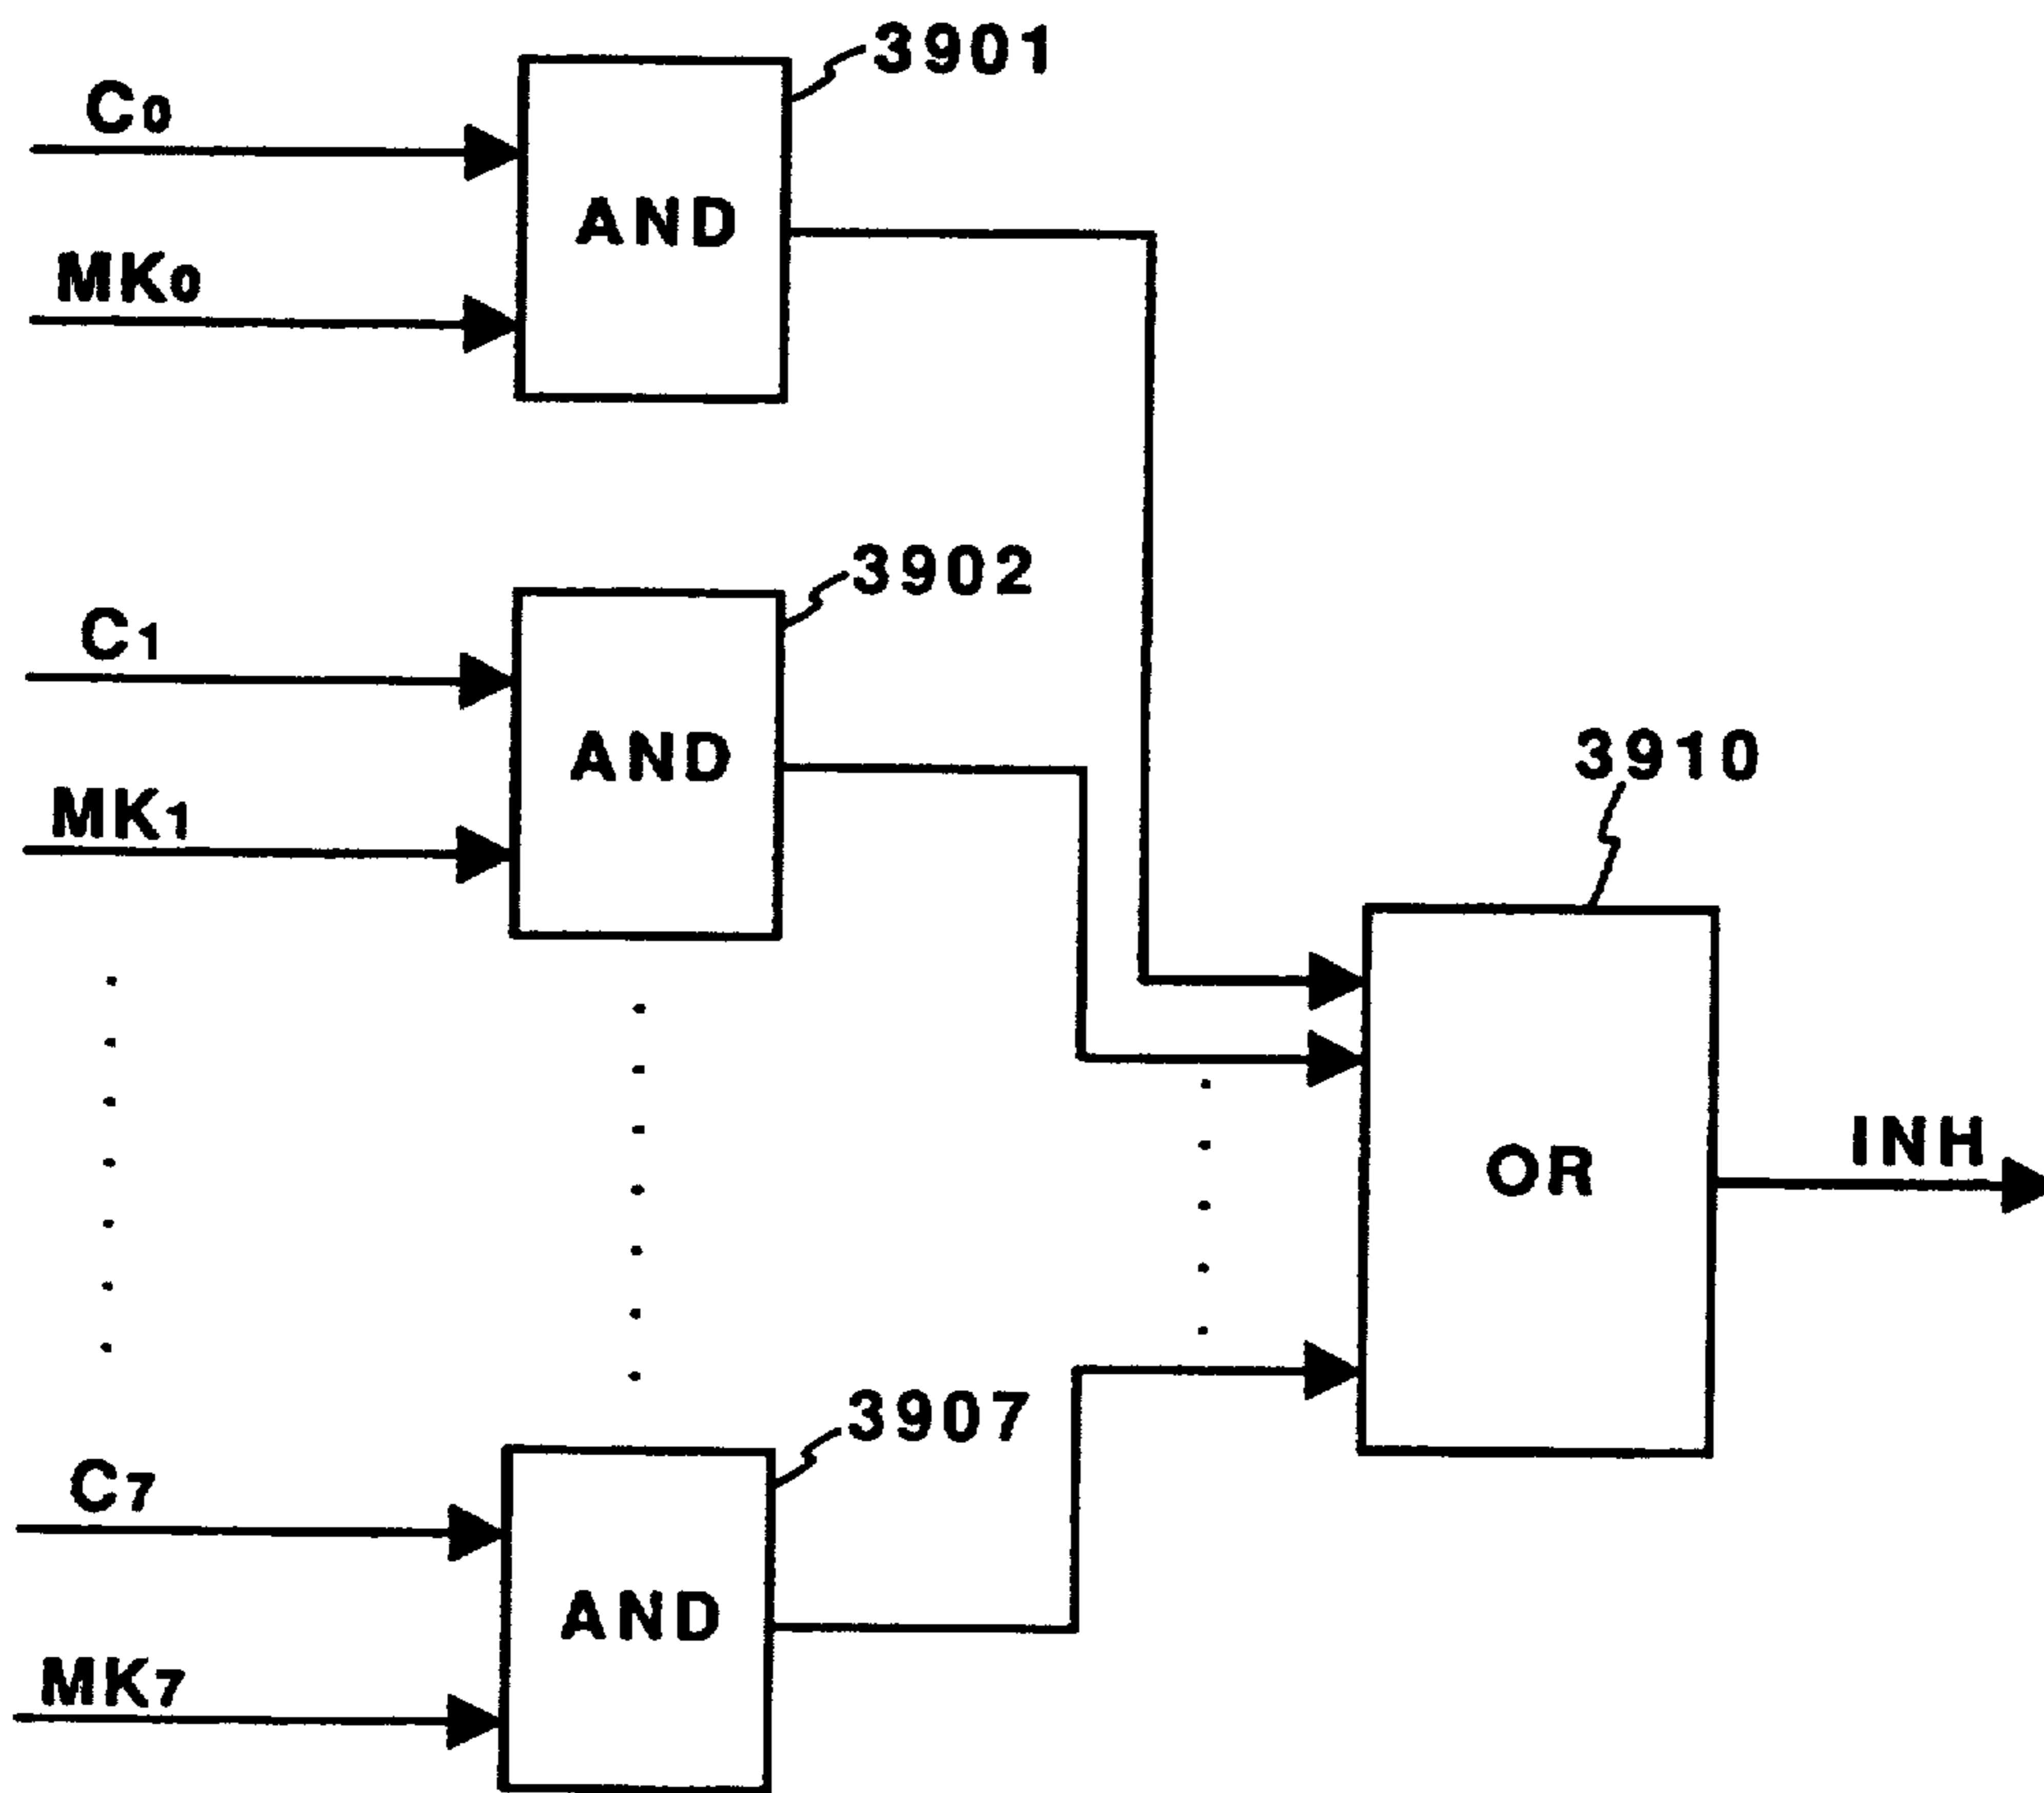 3901
C0
AND
MK0
3902
C1
AND
3910
MK1
INH
OR
3907
C7
AND
MK7